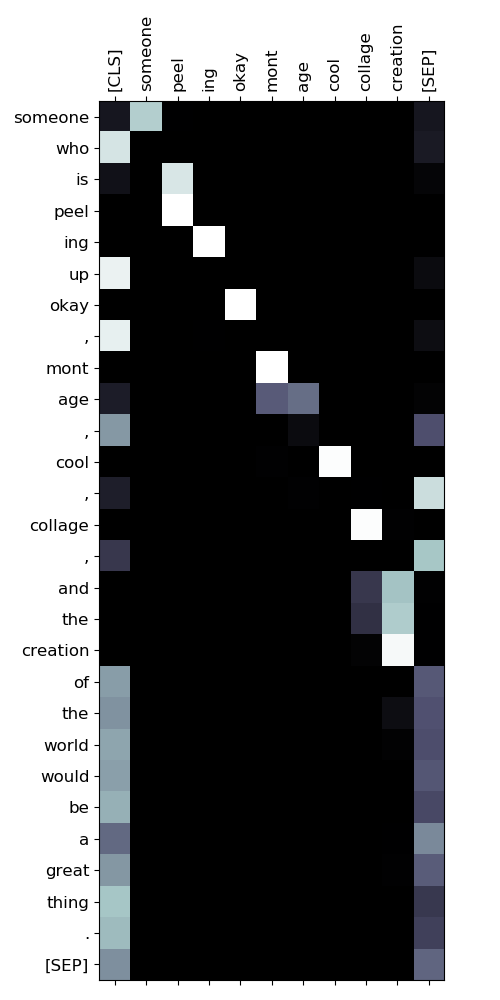 [CLS] someone peel ing okay mont age cool collage creation [SEP]
someone
who
is
peel
ing
up
okay
,
mont
age
,
cool
,
collage
,
and
the
creation
of
the
world
would
be
a
great
thing
.
[SEP]